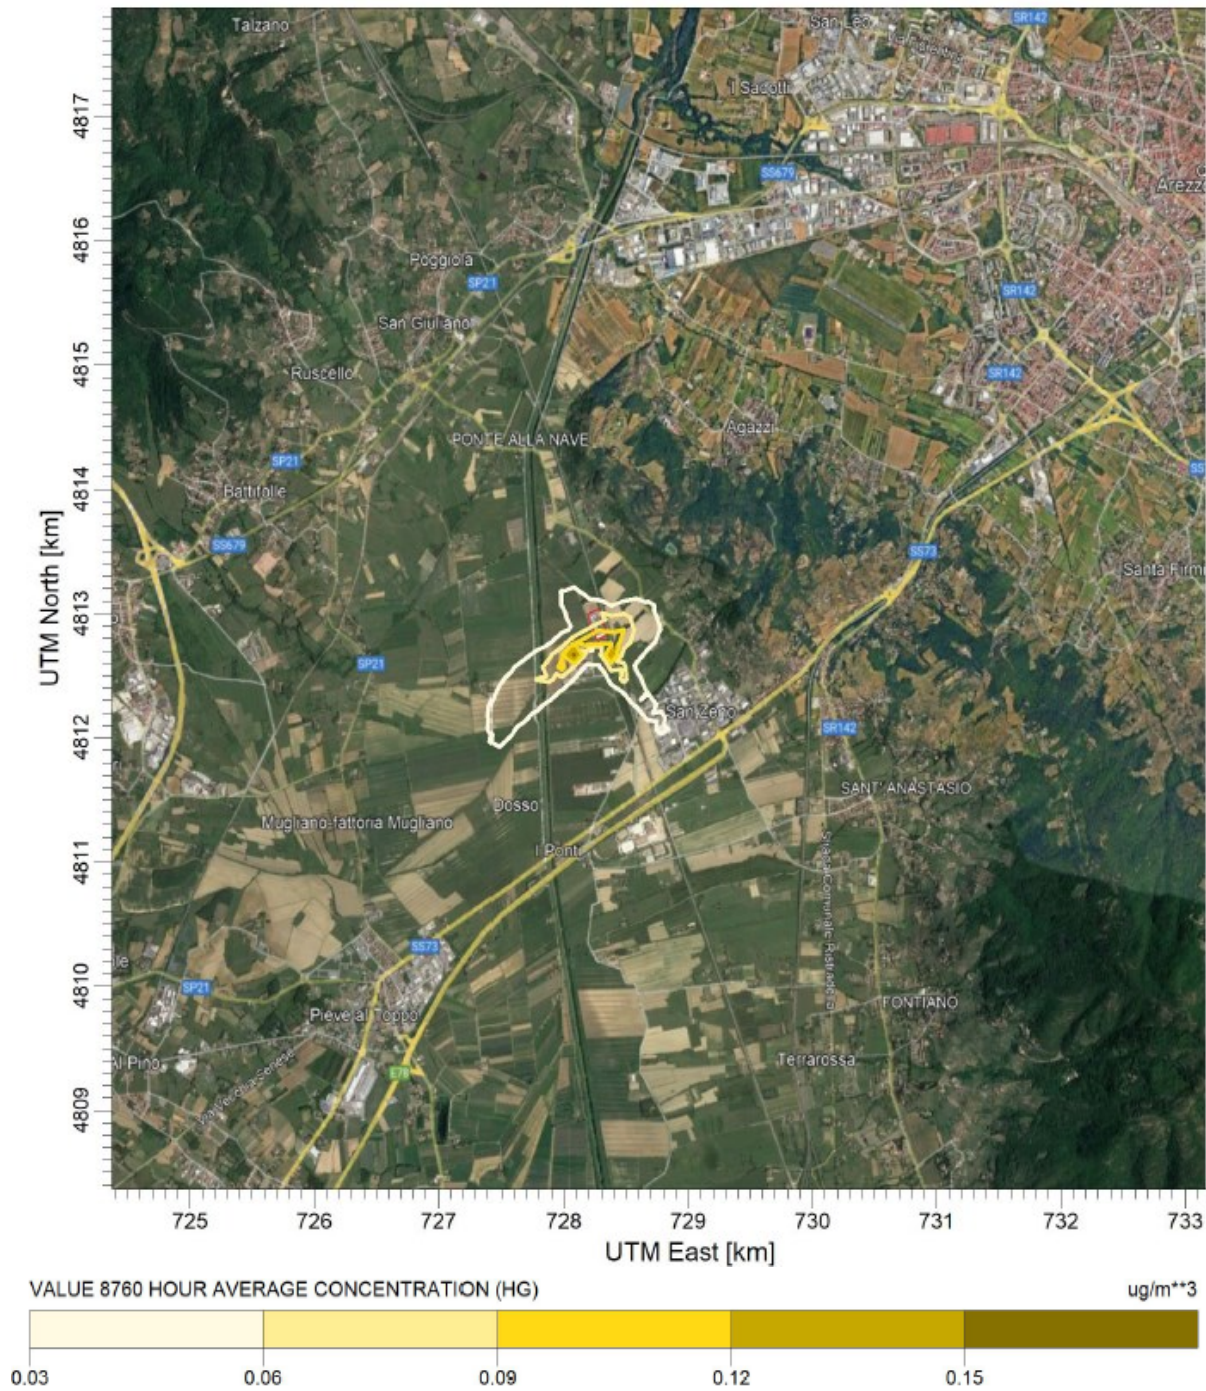 Talzano
San Leo
SR142
I Sacotti
SS679
Arezz
Poggiola
SP21
SR142
San Giuliano
Ruscello
SR142
Agazzi
PONTE ALLA NAVE
SP21
SS7
Battifolle
SS679
SS73
Santa Firmi
SP21
San Zeno
SR142
SANT' ANASTASIO
Dosso
Mugliano-fattoria Mugliano
I Ponti
SS73
SP21
FONTIANO
Pieve al Toppo
Al Pino
Terrarossa
E78
4817
4816
4815
4814
4813
4812
4811
4810
4809
UTM North [km]
725 726 727 728 729 730 731 732 733
UTM East [km]
VALUE 8760 HOUR AVERAGE CONCENTRATION (HG) ug/m**3
0.03 0.06 0.09 0.12 0.15